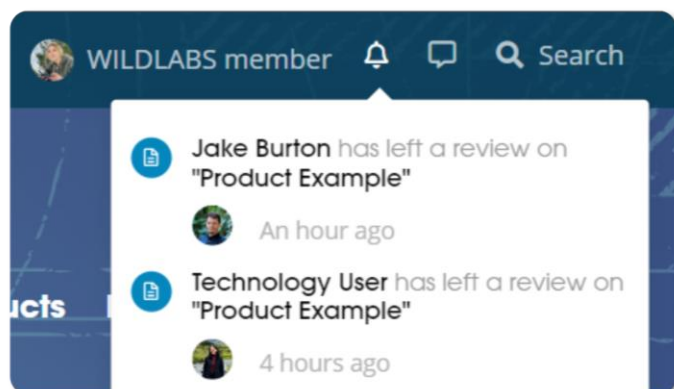 WILDLABS member Search
Jake Burton has left a review on
"Product Example"
An hour ago
ucts
Technology User has left a review on
"Product Example"
4 hours ago